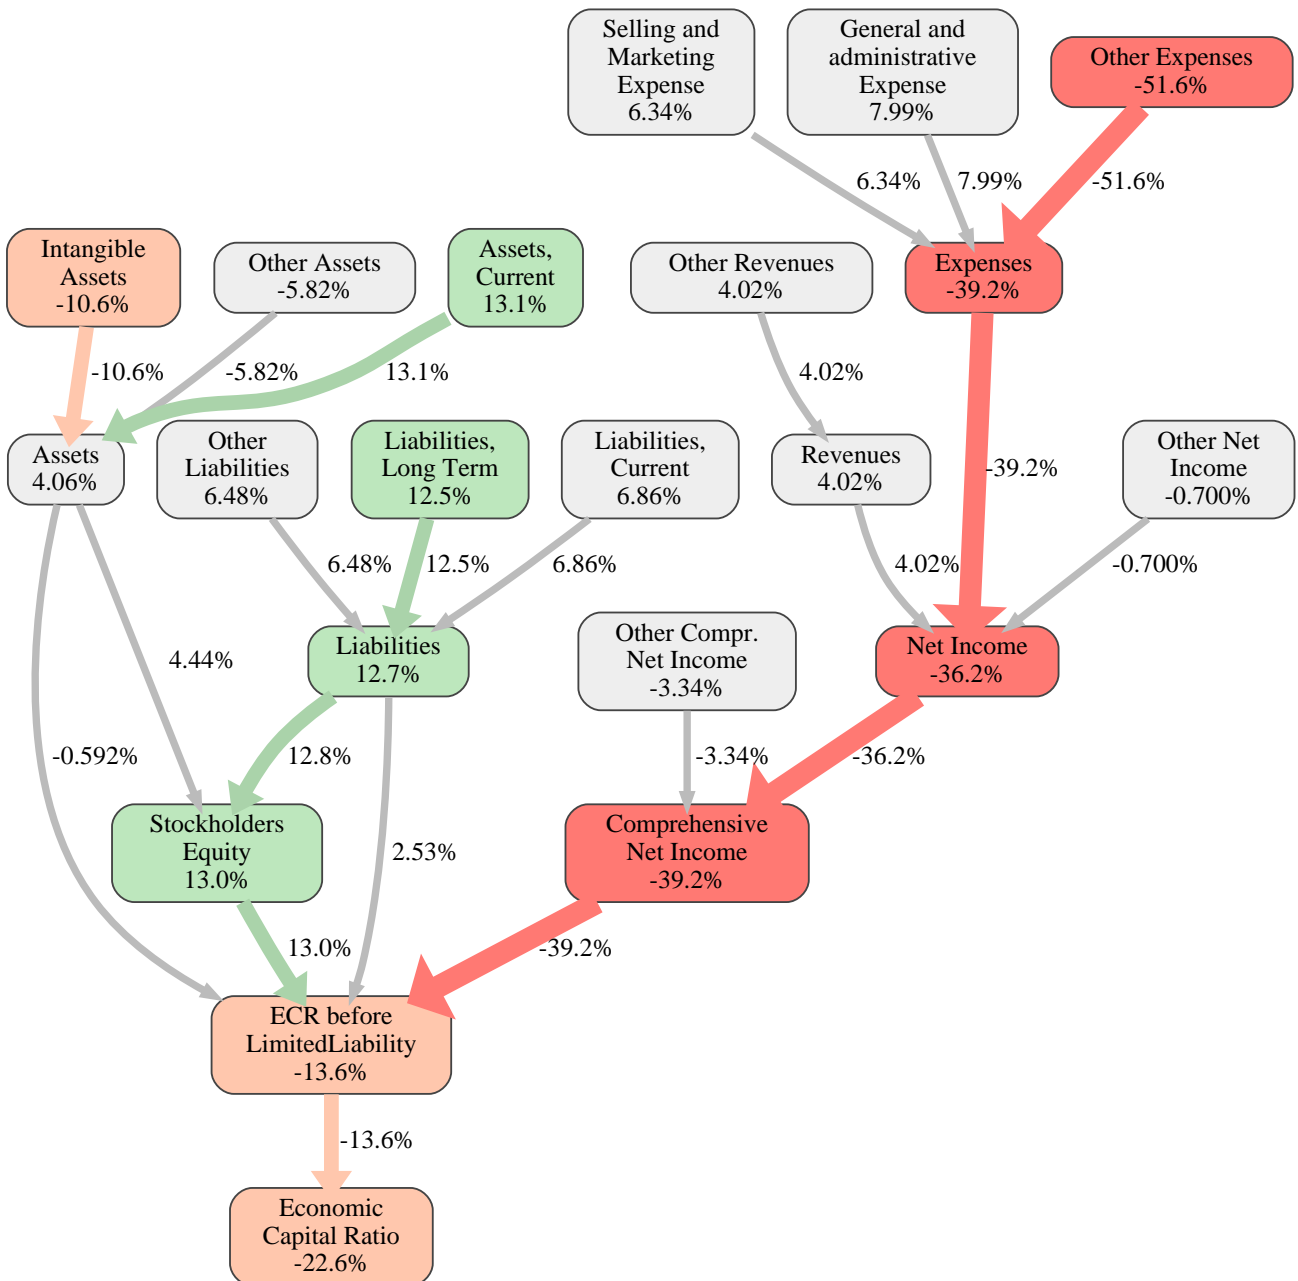 Selling and
Marketing
Expense
6.34%
General and
administrative
Expense
7.99%
Other Expenses
-51.6%
6.34%
7.99%
-51.6%
Intangible
Assets
-10.6%
Other Assets
-5.82%
Assets,
Current
13.1%
Other Revenues
4.02%
Expenses
-39.2%
-10.6%
-5.82%
13.1%
4.02%
-39.2%
Assets
4.06%
Other
Liabilities
6.48%
Liabilities,
Long Term
12.5%
Liabilities,
Current
6.86%
Revenues
4.02%
Other Net
Income
-0.700%
6.48%
12.5%
6.86%
4.02%
-0.700%
Liabilities
12.7%
Other Compr.
Net Income
-3.34%
Net Income
-36.2%
4.44%
-0.592%
12.8%
-3.34%
-36.2%
Stockholders
Equity
13.0%
2.53%
Comprehensive
Net Income
-39.2%
13.0%
-39.2%
ECR before
LimitedLiability
-13.6%
-13.6%
Economic
Capital Ratio
-22.6%